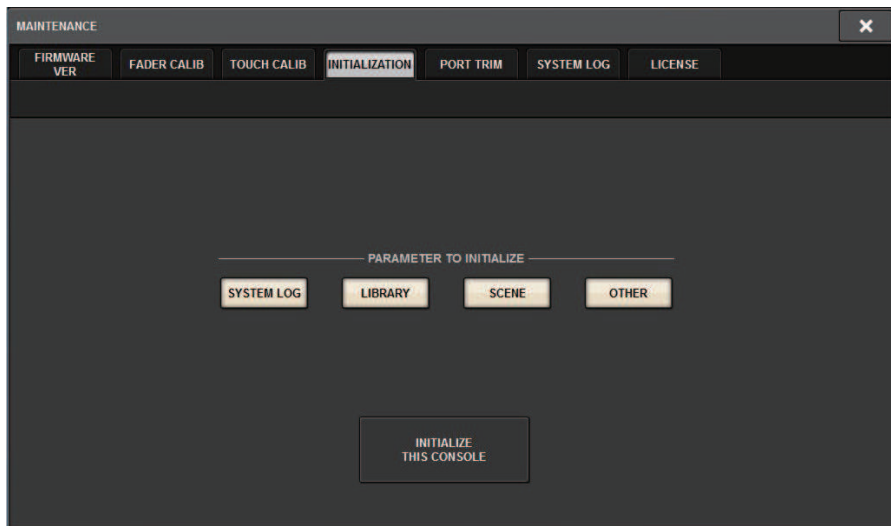 MAINTENANCE
FIRMWARE
VER
FADER CALIB
TOUCH CALIB
INITIALIZATION
PORT TRIM
SYSTEM LOG
LICENSE
PARAMETER TO INITIALIZE
SYSTEM LOG
LIBRARY
SCENE
OTHER
INITIALIZE
THIS CONSOLE